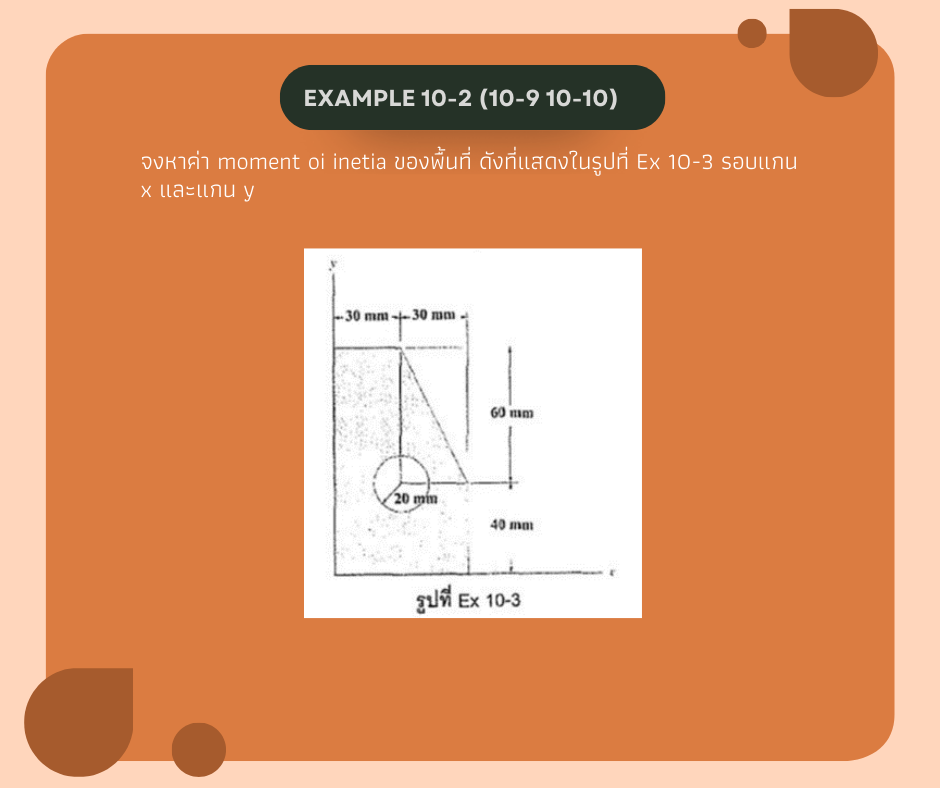 EXAMPLE 10-2 (10-9 10-10)
จงหาค่า moment oi inetia ของพื้นที่ ดังที่แสดงในรูปที่ Ex 10-3 รอบแกน
x และแกน y
y
30 mm 30 mm
60 mm
20 mm
40 mm
รูปที่ Ex 10-3